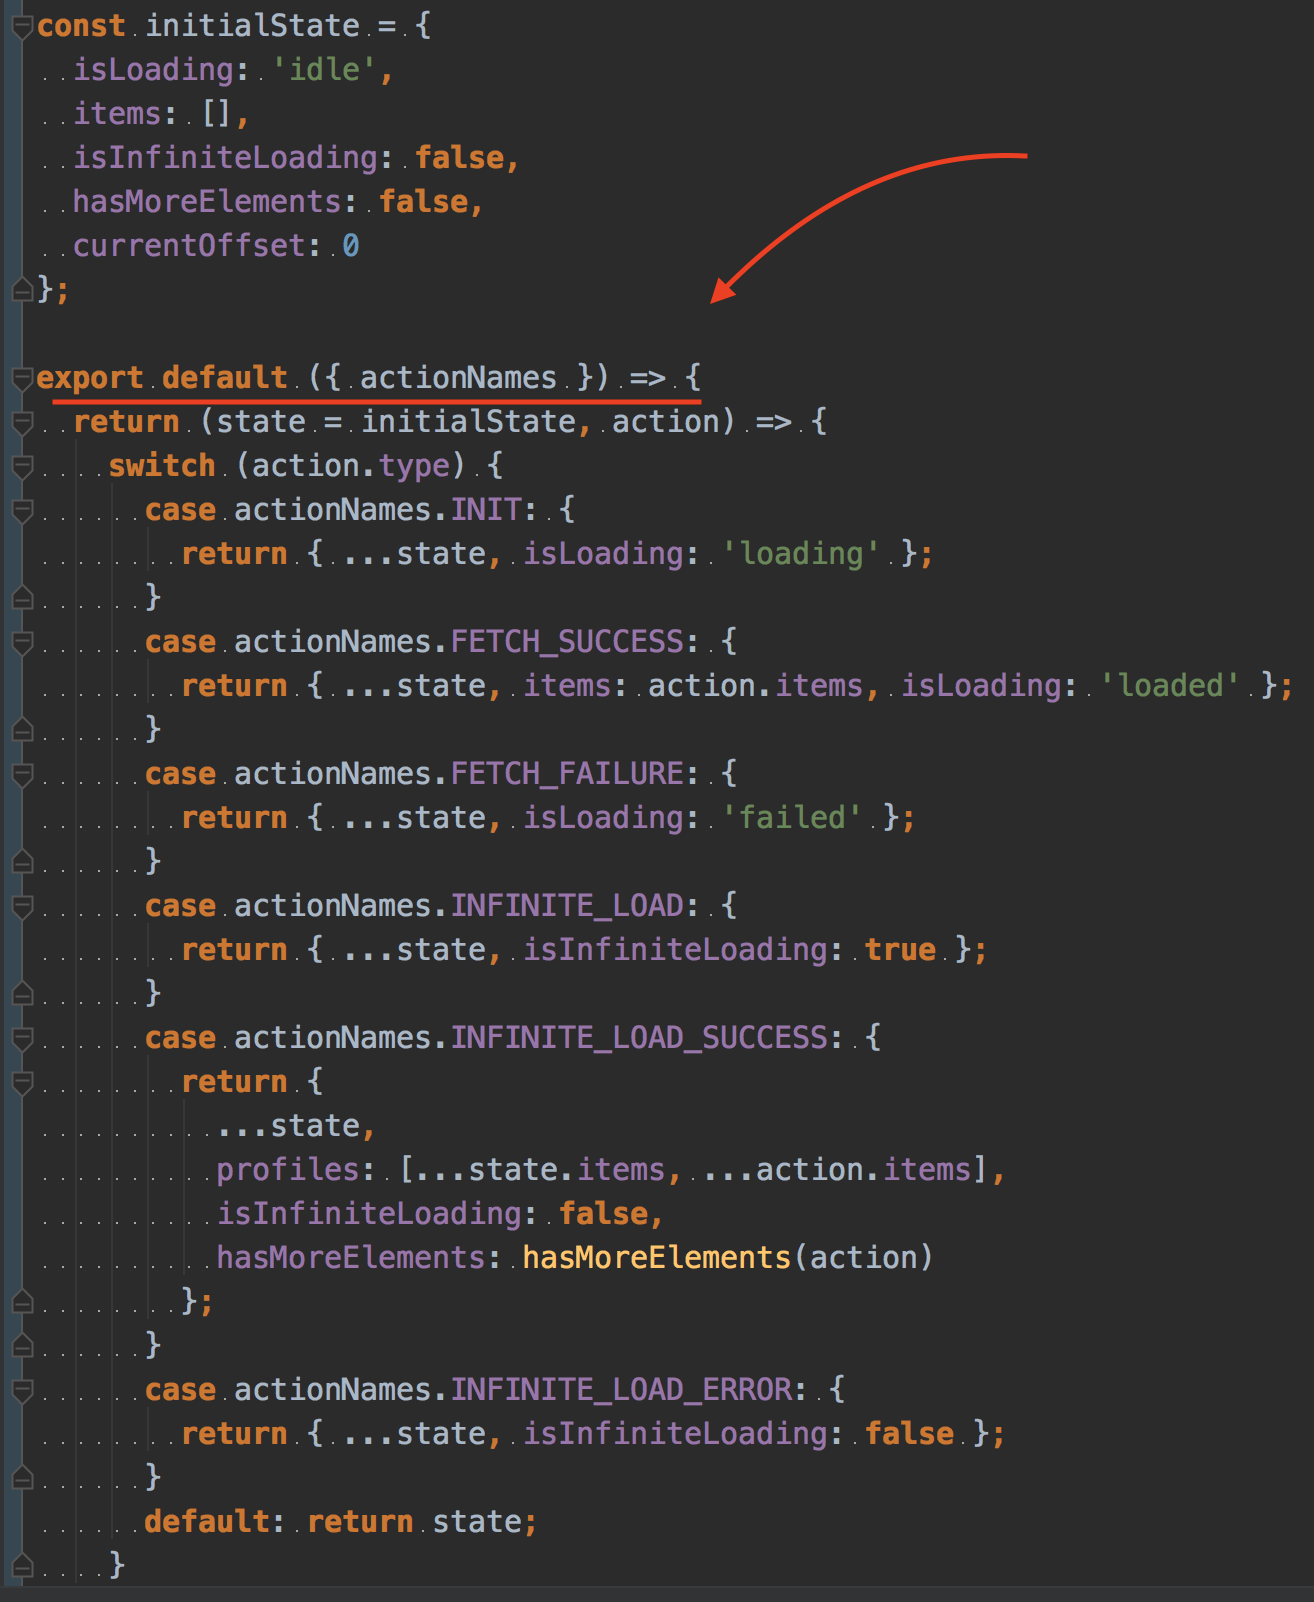 const initialState = {
  isLoading: 'idle',
  items: [],
  isInfiniteLoading: false,
  hasMoreElements: false,
  currentOffset: 0
};

export default ({ actionNames }) => {
  return (state = initialState, action) => {
    switch (action.type) {
      case actionNames.INIT: {
        return { ...state, isLoading: 'loading' };
      }
      case actionNames.FETCH_SUCCESS: {
        return { ...state, items: action.items, isLoading: 'loaded' };
      }
      case actionNames.FETCH_FAILURE: {
        return { ...state, isLoading: 'failed' };
      }
      case actionNames.INFINITE_LOAD: {
        return { ...state, isInfiniteLoading: true };
      }
      case actionNames.INFINITE_LOAD_SUCCESS: {
        return {
          ...state,
          profiles: [...state.items, ...action.items],
          isInfiniteLoading: false,
          hasMoreElements: hasMoreElements(action)
        };
      }
      case actionNames.INFINITE_LOAD_ERROR: {
        return { ...state, isInfiniteLoading: false };
      }
      default: return state;
    }